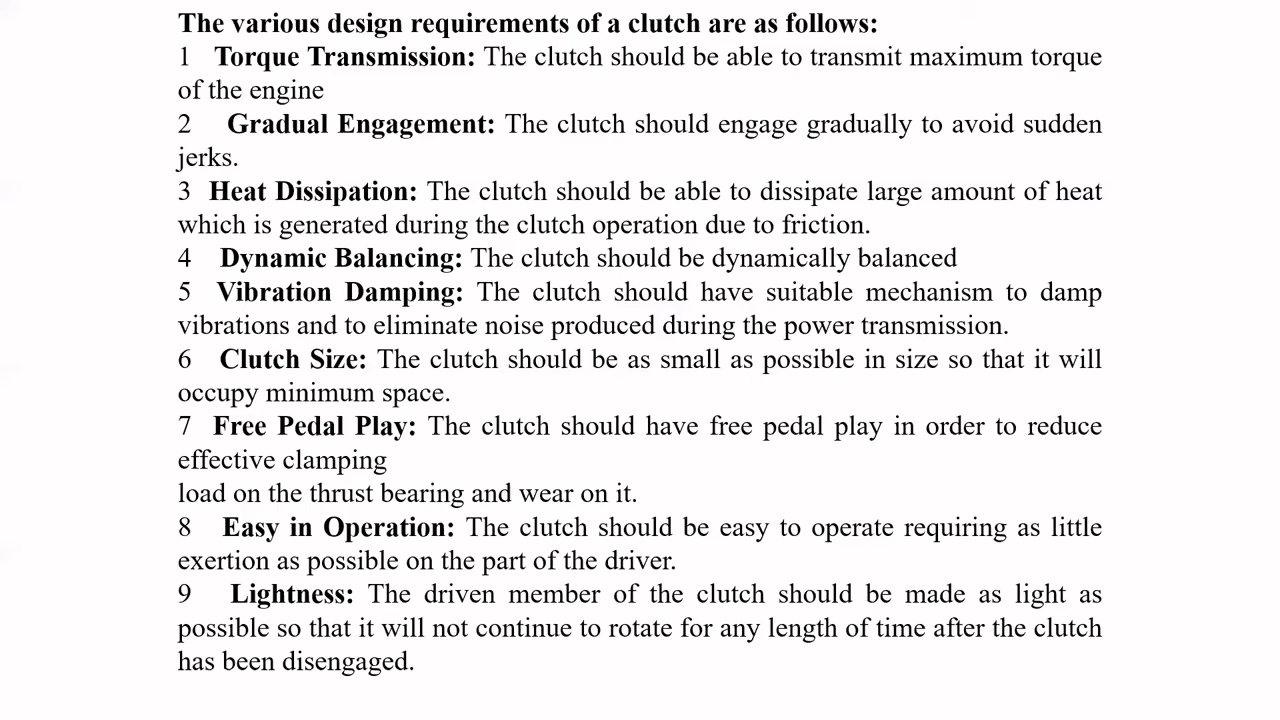 The various design requirements of a clutch are as follows:
1 Torque Transmission: The clutch should be able to transmit maximum torque
of the engine
2 Gradual Engagement: The clutch should engage gradually to avoid sudden
jerks.
3 Heat Dissipation: The clutch should be able to dissipate large amount of heat
which is generated during the clutch operation due to friction.
4 Dynamic Balancing: The clutch should be dynamically balanced
5 Vibration Damping: The clutch should have suitable mechanism to damp
vibrations and to eliminate noise produced during the power transmission.
6 Clutch Size: The clutch should be as small as possible in size so that it will
occupy minimum space.
7 Free Pedal Play: The clutch should have free pedal play in order to reduce
effective clamping
load on the thrust bearing and wear on it.
8 Easy in Operation: The clutch should be easy to operate requiring as little
exertion as possible on the part of the driver.
9 Lightness: The driven member of the clutch should be made as light as
possible so that it will not continue to rotate for any length of time after the clutch
has been disengaged.